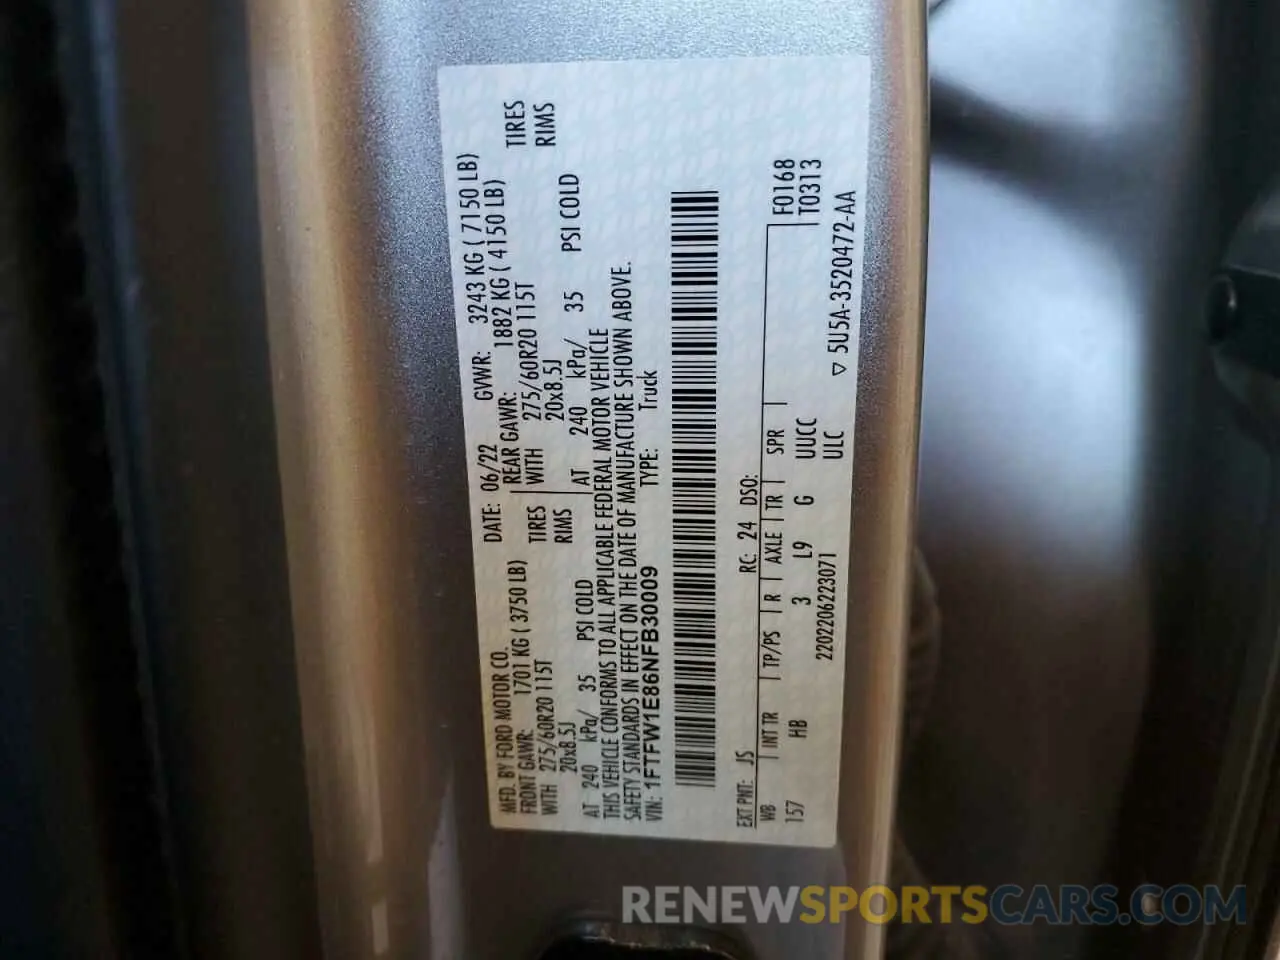 MFD. BY FORD MOTOR CO.
DATE: 06/22 GVWR: 3243 KG ( 7150 LB)
FRONT GAWR: 1701 KG ( 3750 LB)
REAR GAWR: 1882 KG ( 4150 LB)
WITH 275/60R20 115T TIRES
WITH 275/60R20 115T TIRES
20x8.5J RIMS
20x8.5J RIMS
AT 240 kPa/ 35 PSI COLD
AT 240 kPa/ 35 PSI COLD
THIS VEHICLE CONFORMS TO ALL APPLICABLE FEDERAL MOTOR VEHICLE
SAFETY STANDARDS IN EFFECT ON THE DATE OF MANUFACTURE SHOWN ABOVE.
VIN: 1FTFW1E86NFB30009 TYPE: Truck
EXT PNT: JS RC: 24 DSO:
WB INT TR TP/PS R AXLE TR SPR F0168
157 HB 3 L9 G UUCC T0313
2202206223071 ULC
▽ 5U5A-3520472-AA
RENEWSPORTSCARS.COM